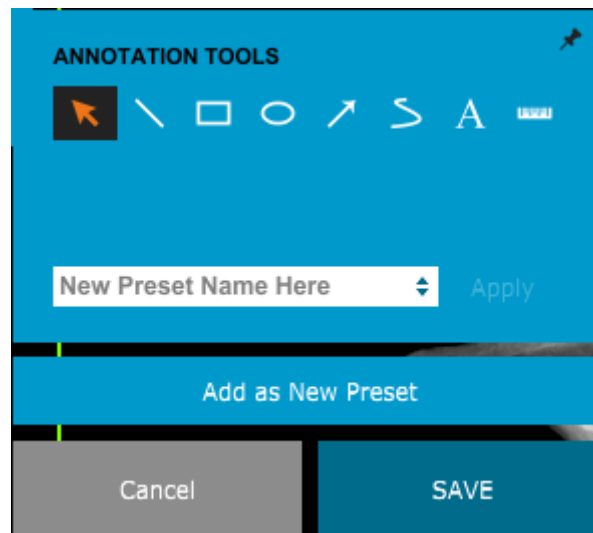 ANNOTATION TOOLS
A
New Preset Name Here
Apply
Add as New Preset
Cancel
SAVE